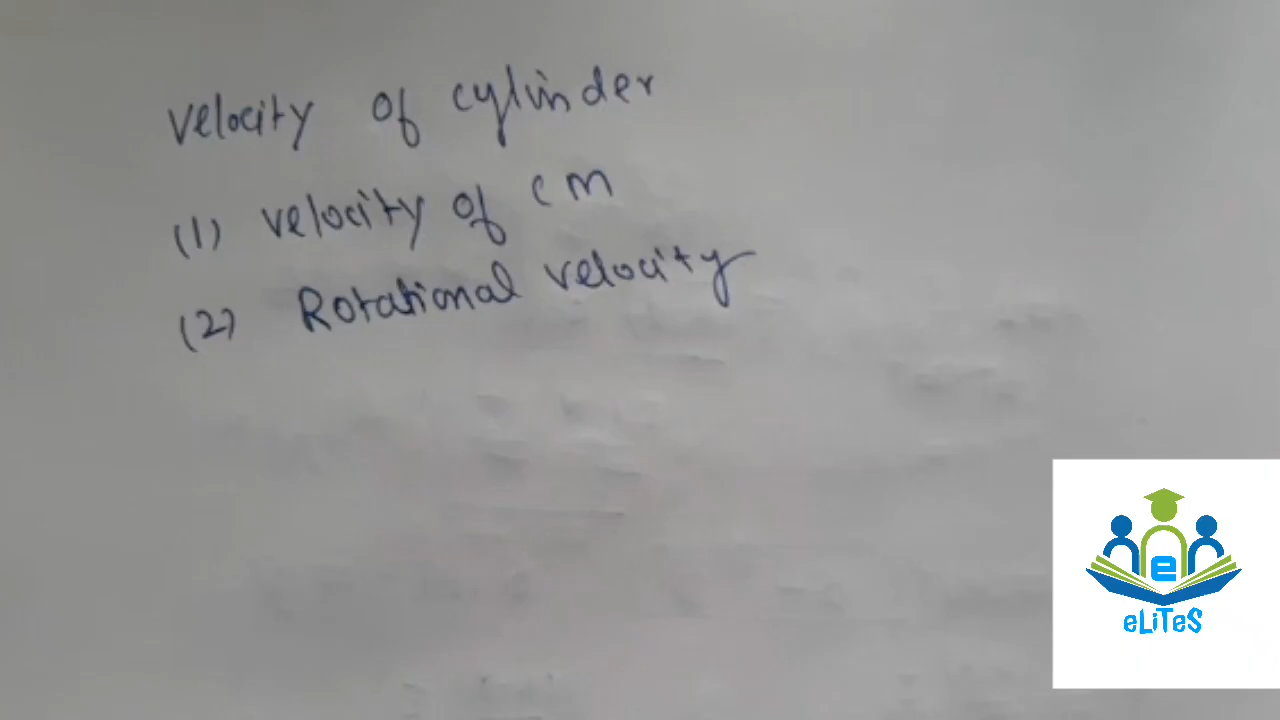 velocity of cylinder
(1) velocity of CM
(2) Rotational velocity
e
eLiTeS